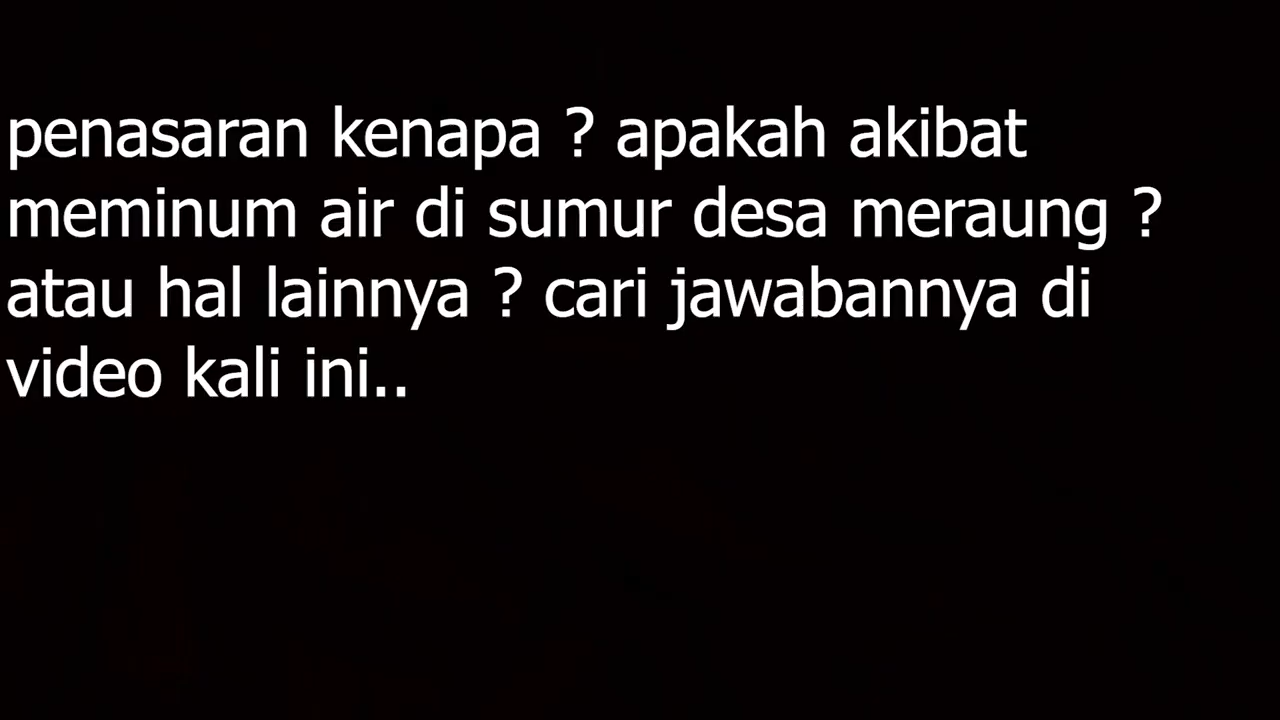 penasaran kenapa ? apakah akibat
meminum air di sumur desa meraung ?
atau hal lainnya ? cari jawabannya di
video kali ini..